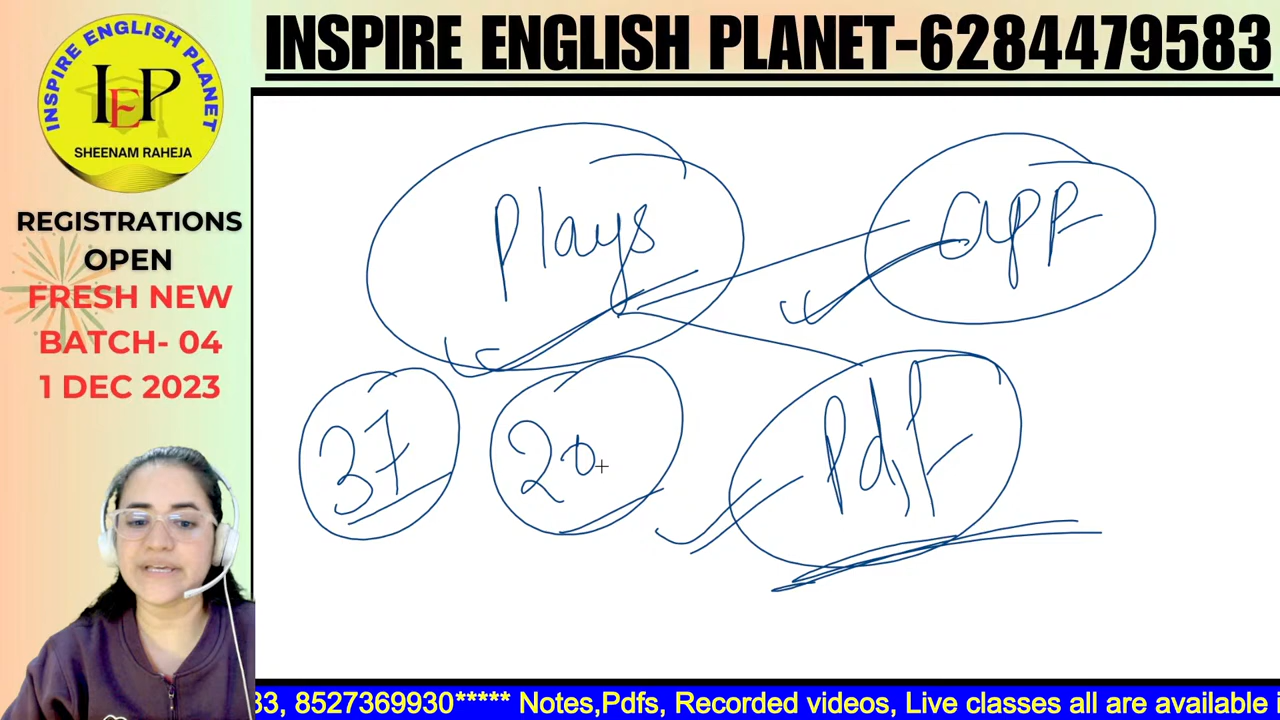 INSPIRE ENGLISH PLANET-6284479583
INSPIRE ENGLISH PLANET
IEP
SHEENAM RAHEJA
REGISTRATIONS
OPEN
FRESH NEW
BATCH- 04
1 DEC 2023
Plays
app
37
20
Pdf
33, 8527369930***** Notes,Pdfs, Recorded videos, Live classes all are available i